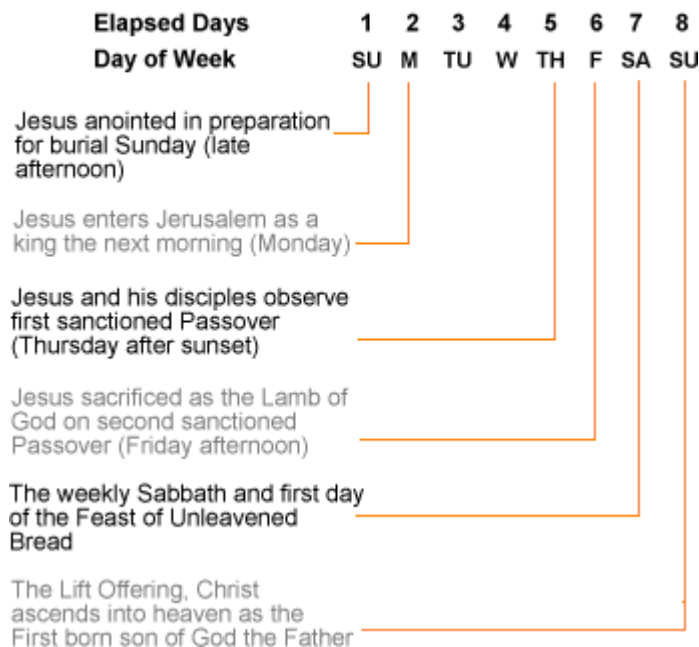 Elapsed Days 1 2 3 4 5 6 7 8
Day of Week SU M TU W TH F SA SU
Jesus anointed in preparation
for burial Sunday (late
afternoon)
Jesus enters Jerusalem as a
king the next morning (Monday)
Jesus and his disciples observe
first sanctioned Passover
(Thursday after sunset)
Jesus sacrificed as the Lamb of
God on second sanctioned
Passover (Friday afternoon)
The weekly Sabbath and first day
of the Feast of Unleavened
Bread
The Lift Offering, Christ
ascends into heaven as the
First born son of God the Father